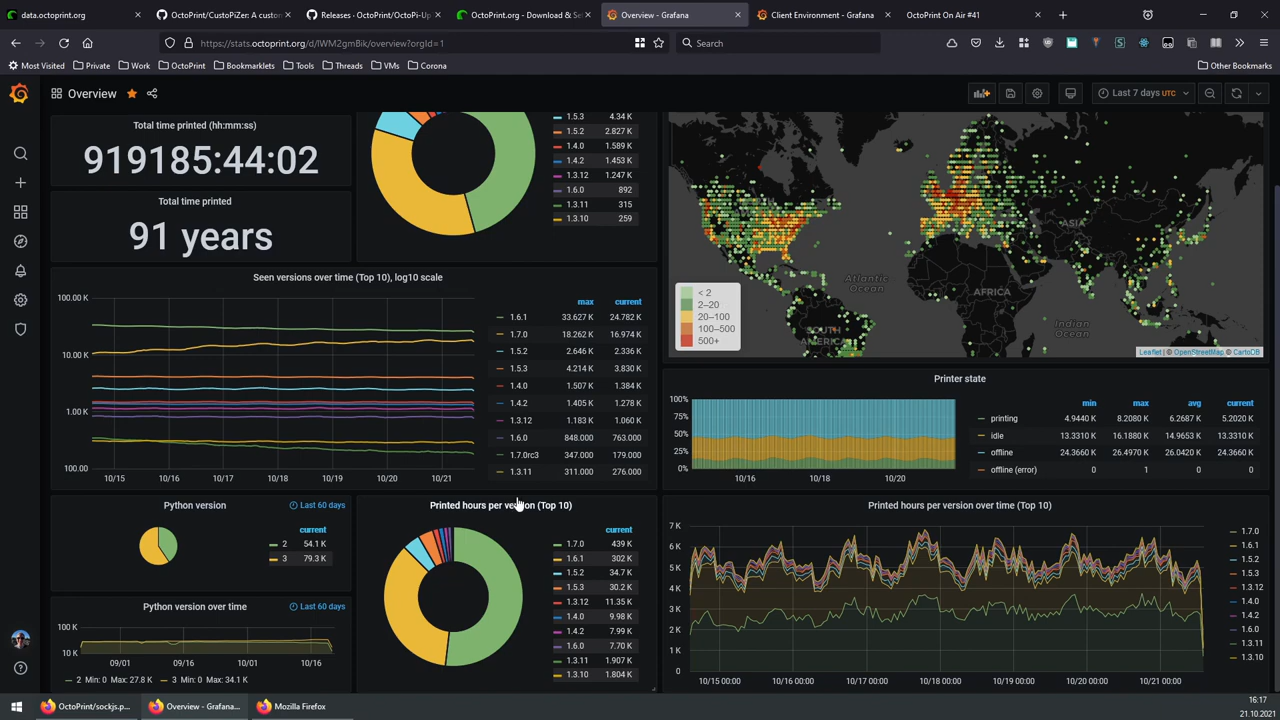 data.octoprint.org
OctoPrint/CustoPiZer: A custom
Releases · OctoPrint/OctoPi-Up
OctoPrint.org - Download & Set
Overview - Grafana
Client Environment - Grafana
OctoPrint On Air #41
https://stats.octoprint.org/d/IWM2gmBik/overview?orgId=1
Search
Most Visited
Private
Work
OctoPrint
Bookmarklets
Tools
Threads
VMs
Corona
Other Bookmarks
Overview
Last 7 days UTC
Total time printed (hh:mm:ss)
919185:44:02
Total time printed
91 years
1.5.3 4.34 K
1.5.2 2.827 K
1.4.0 1.589 K
1.4.2 1.453 K
1.3.12 1.247 K
1.6.0 892
1.3.11 315
1.3.10 259
Atlantic
Ocean
AFRICA
ASIA
SOUTH
AMERICA
Indian
Ocean
< 2
2–20
20–100
100–500
500+
Leaflet | © OpenStreetMap © CartoDB
Seen versions over time (Top 10), log10 scale
100.00 K
10.00 K
1.00 K
100.00
10/15 10/16 10/17 10/18 10/19 10/20 10/21
max current
1.6.1 33.627 K 24.782 K
1.7.0 18.262 K 16.974 K
1.5.2 2.646 K 2.336 K
1.5.3 4.214 K 3.830 K
1.4.0 1.507 K 1.384 K
1.4.2 1.405 K 1.278 K
1.3.12 1.183 K 1.060 K
1.6.0 848.000 763.000
1.7.0rc3 347.000 179.000
1.3.11 311.000 276.000
Printer state
100%
75%
50%
25%
0%
10/16 10/18 10/20
min max avg current
printing 4.9440 K 8.2080 K 6.2687 K 5.2020 K
idle 13.3310 K 16.1880 K 14.9653 K 13.3310 K
offline 24.3660 K 26.4970 K 26.0420 K 24.3660 K
offline (error) 0 1 0 0
Python version
Last 60 days
current
2 54.1 K
3 79.3 K
Python version over time
Last 60 days
100 K
10 K
09/01 09/16 10/01 10/16
2 Min: 0 Max: 27.8 K
3 Min: 0 Max: 34.1 K
Printed hours per version (Top 10)
current
1.7.0 439 K
1.6.1 302 K
1.5.2 34.7 K
1.5.3 30.2 K
1.3.12 11.35 K
1.4.0 9.98 K
1.4.2 7.99 K
1.6.0 7.70 K
1.3.11 1.907 K
1.3.10 1.804 K
Printed hours per version over time (Top 10)
7 K
6 K
5 K
4 K
3 K
2 K
1 K
0
10/15 00:00 10/16 00:00 10/17 00:00 10/18 00:00 10/19 00:00 10/20 00:00 10/21 00:00
1.7.0
1.6.1
1.5.2
1.5.3
1.3.12
1.4.0
1.4.2
1.6.0
1.3.11
1.3.10
OctoPrint/sockjs.p...
Overview - Grafana...
Mozilla Firefox
16:17
21.10.2021